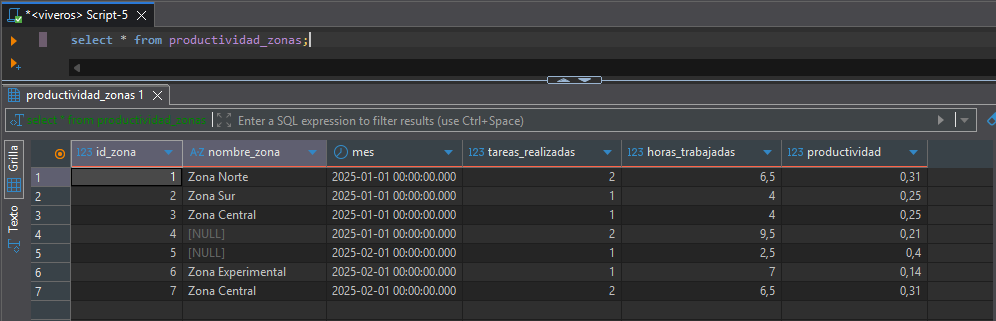 *<viveros> Script-5
select * from productividad_zonas;
productividad_zonas 1
select * from productividad_zonas Enter a SQL expression to filter results (use Ctrl+Space)
Grilla
Texto
123 id_zona A-Z nombre_zona mes 123 tareas_realizadas 123 horas_trabajadas 123 productividad
1 1 Zona Norte 2025-01-01 00:00:00.000 2 6,5 0,31
2 2 Zona Sur 2025-01-01 00:00:00.000 1 4 0,25
3 3 Zona Central 2025-01-01 00:00:00.000 1 4 0,25
4 4 [NULL] 2025-01-01 00:00:00.000 2 9,5 0,21
5 5 [NULL] 2025-02-01 00:00:00.000 1 2,5 0,4
6 6 Zona Experimental 2025-02-01 00:00:00.000 1 7 0,14
7 7 Zona Central 2025-02-01 00:00:00.000 2 6,5 0,31